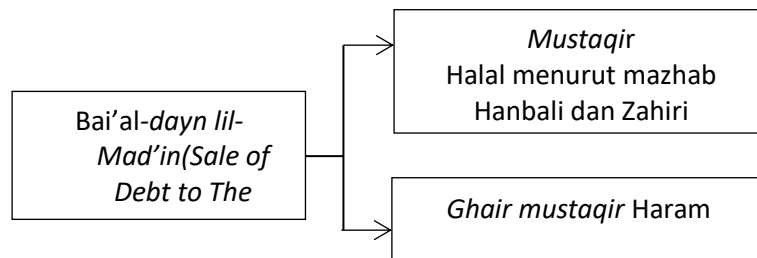 Bai'al-dayn lil-
Mad'in(Sale of
Debt to The
Mustaqir
Halal menurut mazhab
Hanbali dan Zahiri
Ghair mustaqir Haram